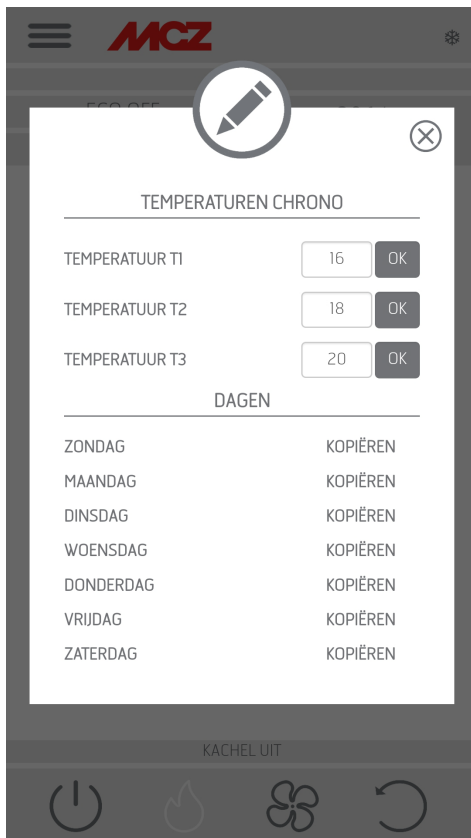 MCZ
TEMPERATUREN CHRONO
TEMPERATUUR T1 16 OK
TEMPERATUUR T2 18 OK
TEMPERATUUR T3 20 OK
DAGEN
ZONDAG KOPIËREN
MAANDAG KOPIËREN
DINSDAG KOPIËREN
WOENSDAG KOPIËREN
DONDERDAG KOPIËREN
VRIJDAG KOPIËREN
ZATERDAG KOPIËREN
KACHEL UIT